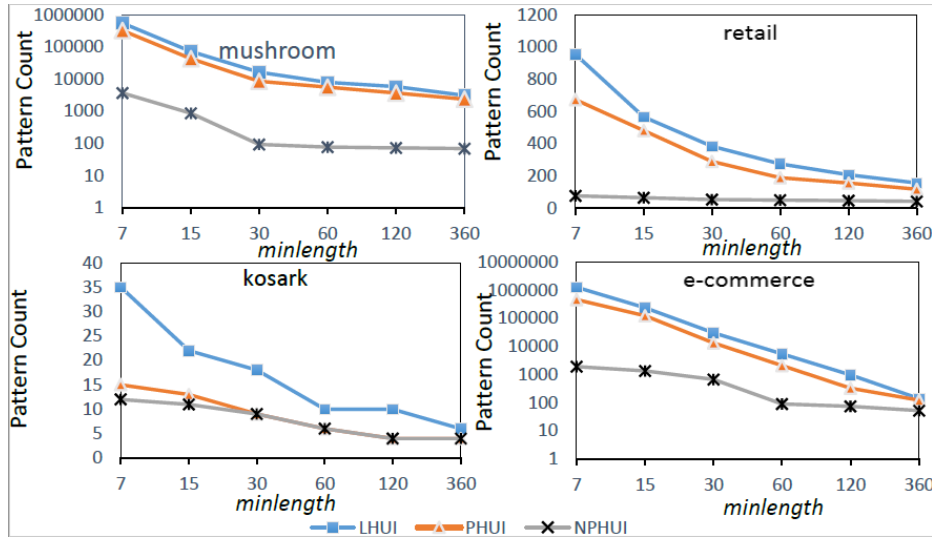 mushroom
Pattern Count
1000000
100000
10000
1000
100
10
1
7 15 30 60 120 360
minlength
retail
Pattern Count
1200
1000
800
600
400
200
0
7 15 30 60 120 360
minlength
kosark
Pattern Count
40
35
30
25
20
15
10
5
0
7 15 30 60 120 360
minlength
e-commerce
Pattern Count
10000000
1000000
100000
10000
1000
100
10
1
7 15 30 60 120 360
minlength
LHUI PHUI NPHUI